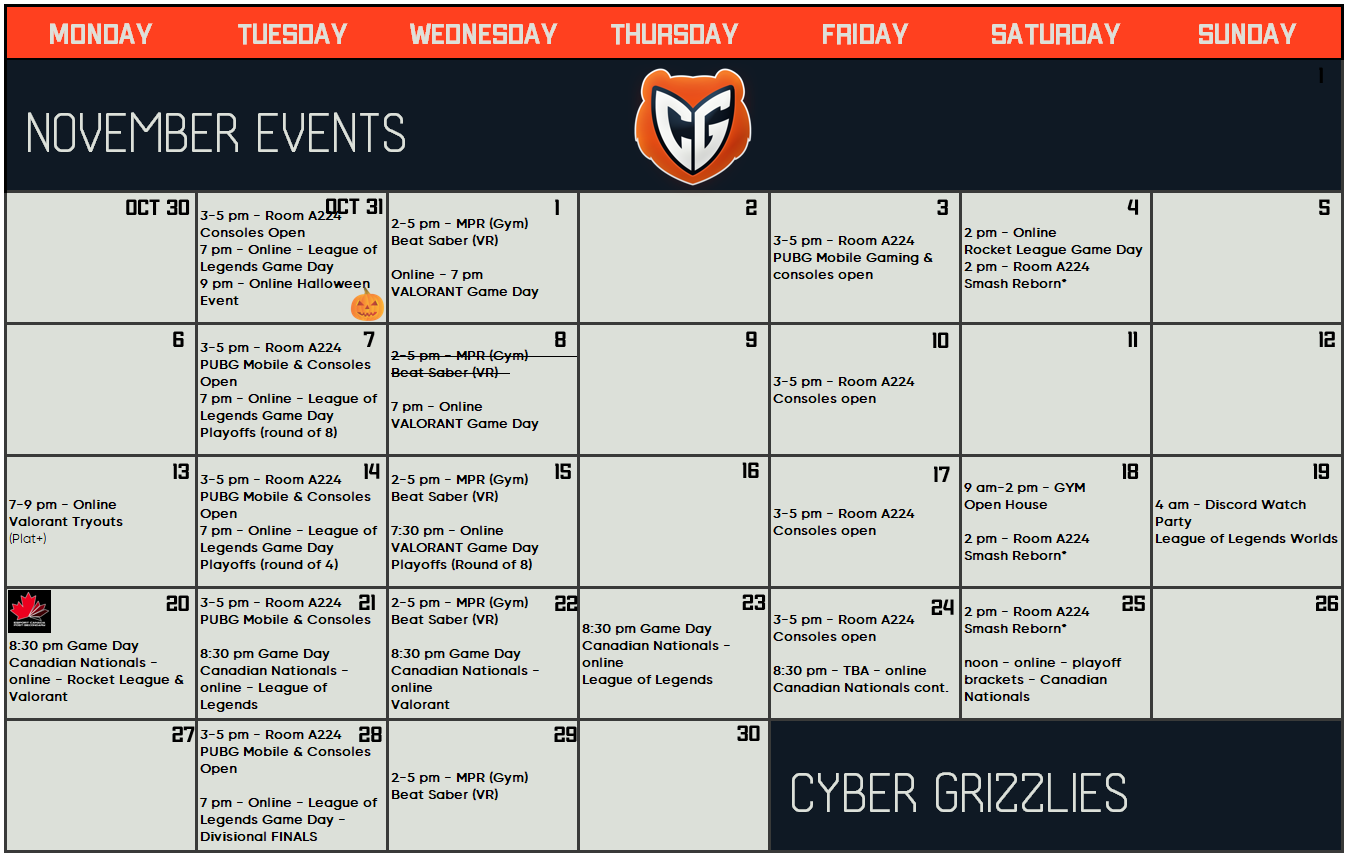 MONDAY TUESDAY WEDNESDAY THURSDAY FRIDAY SATURDAY SUNDAY
1
NOVEMBER EVENTS
CG
OCT 30
OCT 31
3-5 pm - Room A224
Consoles Open
7 pm - Online - League of
Legends Game Day
9 pm - Online Halloween
Event
1
2-5 pm - MPR (Gym)
Beat Saber (VR)
Online - 7 pm
VALORANT Game Day
2
3
3-5 pm - Room A224
PUBG Mobile Gaming &
consoles open
4
2 pm - Online
Rocket League Game Day
2 pm - Room A224
Smash Reborn*
5
6
7
3-5 pm - Room A224
PUBG Mobile & Consoles
Open
7 pm - Online - League of
Legends Game Day
Playoffs (round of 8)
8
2-5 pm - MPR (Gym)
Beat Saber (VR)
7 pm - Online
VALORANT Game Day
9
10
3-5 pm - Room A224
Consoles open
11
12
13
7-9 pm - Online
Valorant Tryouts
(Plat+)
14
3-5 pm - Room A224
PUBG Mobile & Consoles
Open
7 pm - Online - League of
Legends Game Day
Playoffs (round of 4)
15
2-5 pm - MPR (Gym)
Beat Saber (VR)
7:30 pm - Online
VALORANT Game Day
Playoffs (Round of 8)
16
17
3-5 pm - Room A224
Consoles open
18
9 am-2 pm - GYM
Open House
2 pm - Room A224
Smash Reborn*
19
4 am - Discord Watch
Party
League of Legends Worlds
20
8:30 pm Game Day
Canadian Nationals -
online - Rocket League &
Valorant
21
3-5 pm - Room A224
PUBG Mobile & Consoles
8:30 pm Game Day
Canadian Nationals -
online - League of
Legends
22
2-5 pm - MPR (Gym)
Beat Saber (VR)
8:30 pm Game Day
Canadian Nationals -
online
Valorant
23
8:30 pm Game Day
Canadian Nationals -
online
League of Legends
24
3-5 pm - Room A224
Consoles open
8:30 pm - TBA - online
Canadian Nationals cont.
25
2 pm - Room A224
Smash Reborn*
noon - online - playoff
brackets - Canadian
Nationals
26
27
28
3-5 pm - Room A224
PUBG Mobile & Consoles
Open
7 pm - Online - League of
Legends Game Day -
Divisional FINALS
29
2-5 pm - MPR (Gym)
Beat Saber (VR)
30
CYBER GRIZZLIES